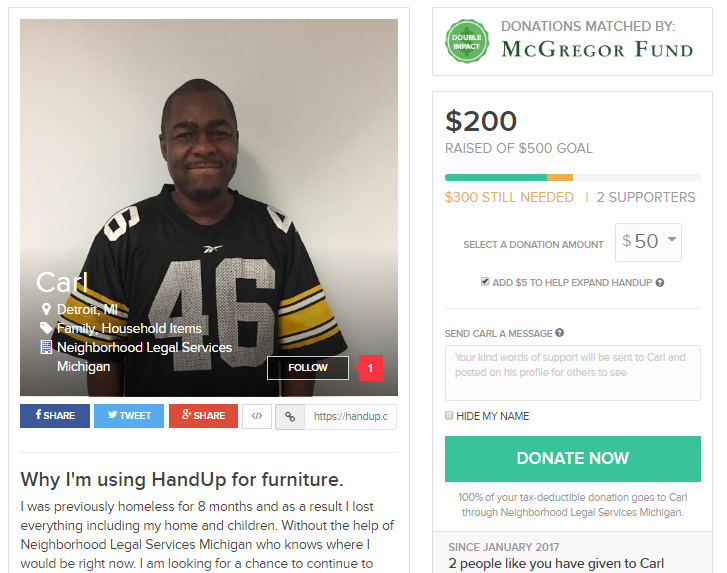 46
46
Carl
Detroit, MI
Family, Household Items
Neighborhood Legal Services
Michigan
FOLLOW
1
f SHARE
TWEET
g+ SHARE
</>
https://handup.c
Why I'm using HandUp for furniture.
I was previously homeless for 8 months and as a result I lost
everything including my home and children. Without the help of
Neighborhood Legal Services Michigan who knows where I
would be right now. I am looking for a chance to continue to
DOUBLE
IMPACT
DONATIONS MATCHED BY:
McGregor Fund
$200
RAISED OF $500 GOAL
$300 STILL NEEDED | 2 SUPPORTERS
SELECT A DONATION AMOUNT $ 50
ADD $5 TO HELP EXPAND HANDUP ?
SEND CARL A MESSAGE ?
Your kind words of support will be sent to Carl and
posted on his profile for others to see
HIDE MY NAME
DONATE NOW
100% of your tax-deductible donation goes to Carl
through Neighborhood Legal Services Michigan.
SINCE JANUARY 2017
2 people like you have given to Carl